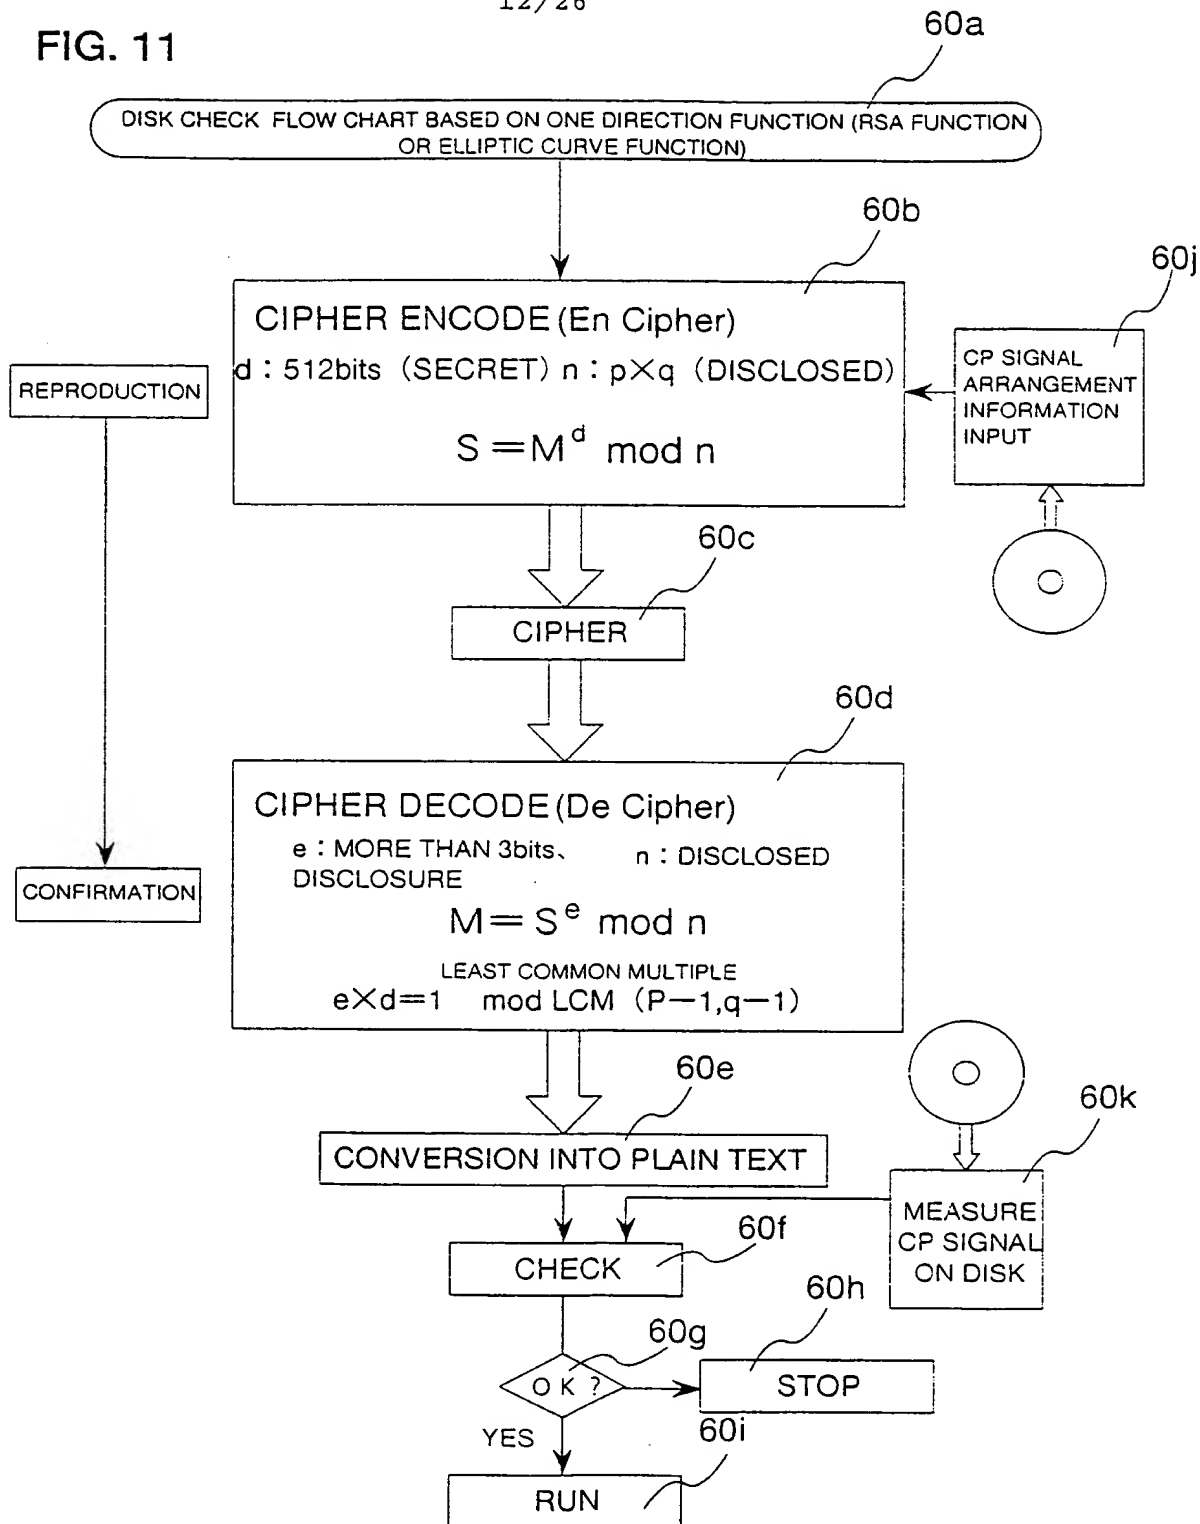 12/26
FIG. 11
60a
DISK CHECK FLOW CHART BASED ON ONE DIRECTION FUNCTION (RSA FUNCTION
OR ELLIPTIC CURVE FUNCTION)
60b
60j
CIPHER ENCODE (En Cipher)
d : 512bits (SECRET) n : p×q (DISCLOSED)
S = M^d mod n
REPRODUCTION
CP SIGNAL
ARRANGEMENT
INFORMATION
INPUT
60c
CIPHER
60d
CIPHER DECODE (De Cipher)
e : MORE THAN 3bits、 n : DISCLOSED
DISCLOSURE
M = S^e mod n
LEAST COMMON MULTIPLE
e×d=1 mod LCM (P−1,q−1)
CONFIRMATION
60e
CONVERSION INTO PLAIN TEXT
60k
MEASURE
CP SIGNAL
ON DISK
60f
CHECK
60g
OK ?
60h
STOP
YES
60i
RUN